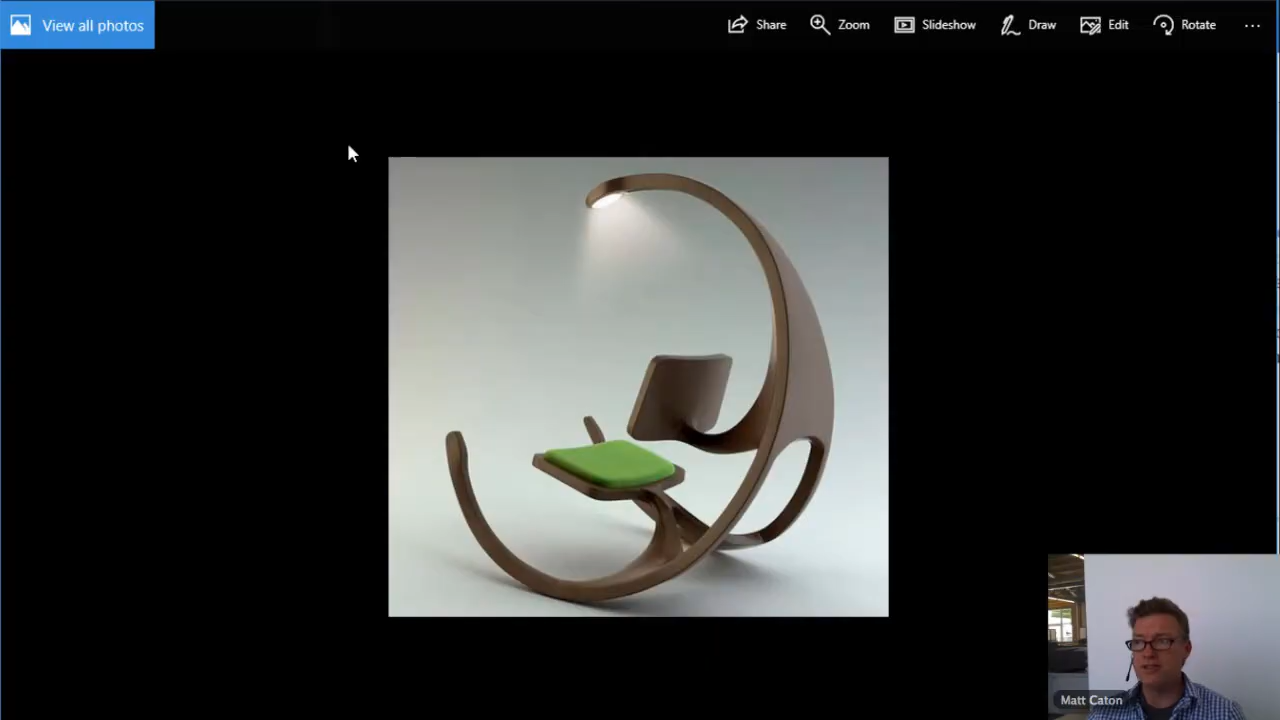 View all photos
Share
Zoom
Slideshow
Draw
Edit
Rotate
Matt Caton